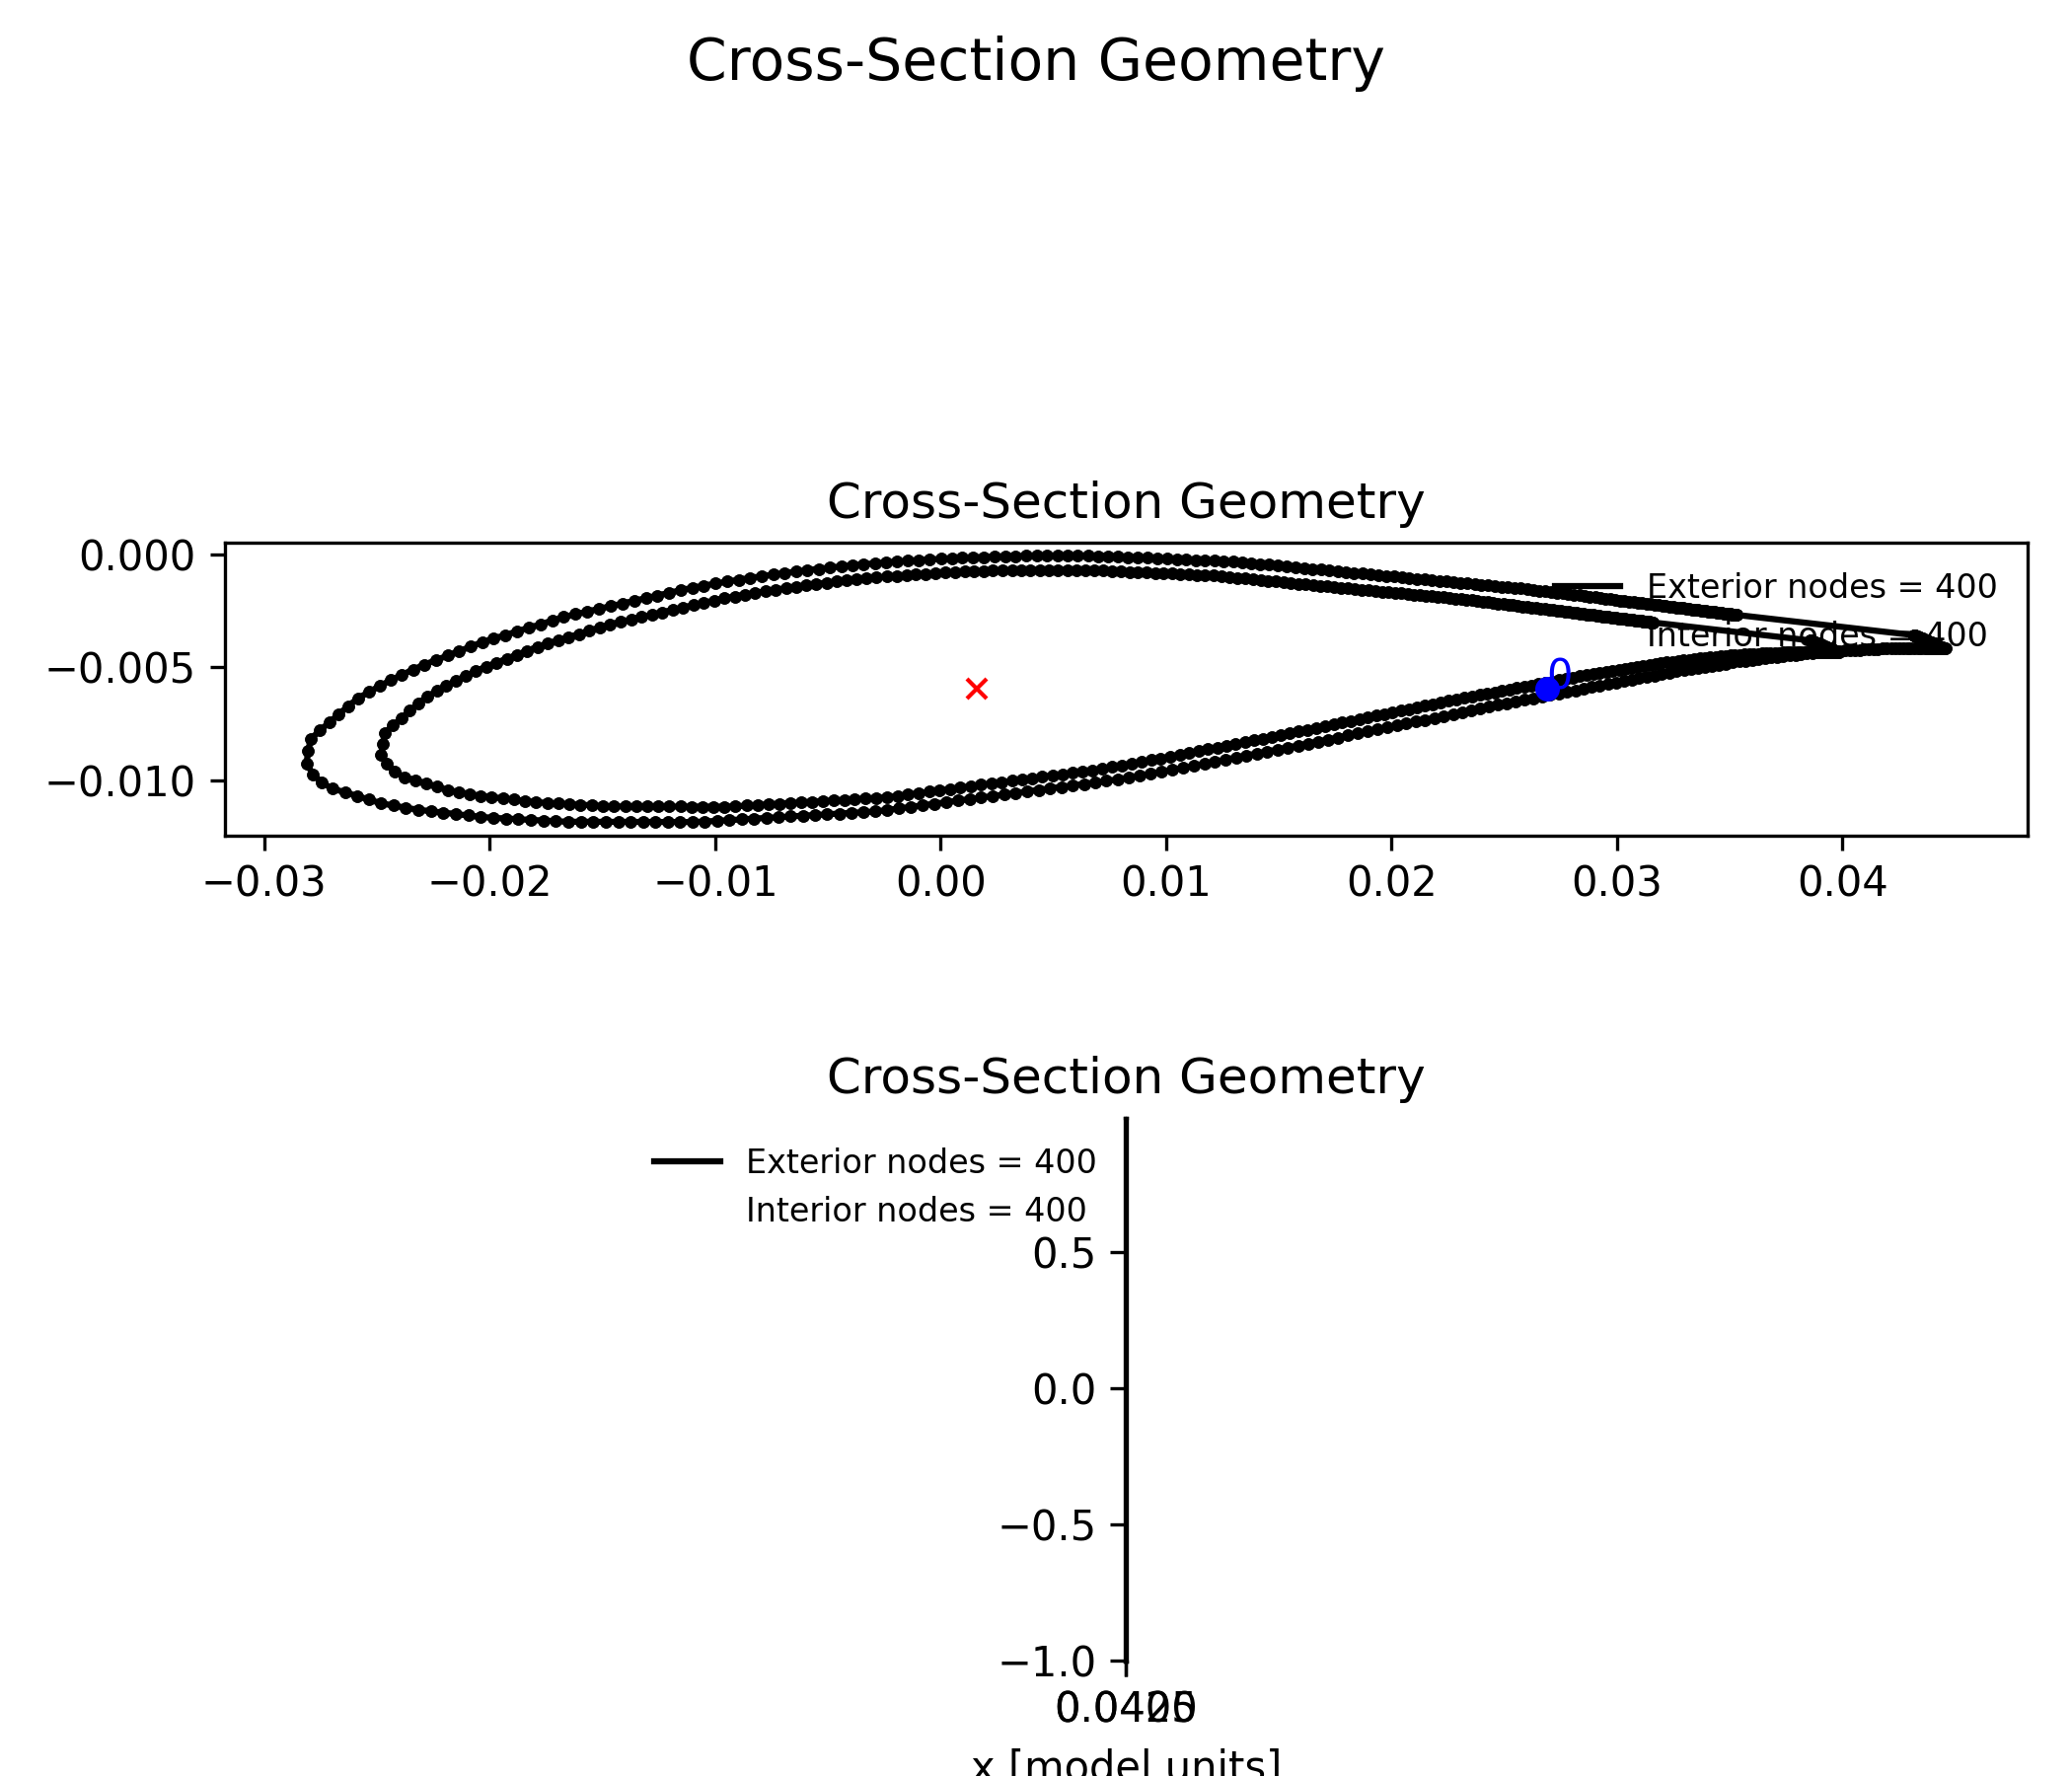 Cross-Section Geometry
Cross-Section Geometry
0.000
−0.005
−0.010
Exterior nodes = 400
Interior nodes = 400
0
−0.03 −0.02 −0.01 0.00 0.01 0.02 0.03 0.04
Cross-Section Geometry
Exterior nodes = 400
Interior nodes = 400
0.5
0.0
−0.5
−1.0
x [model units]